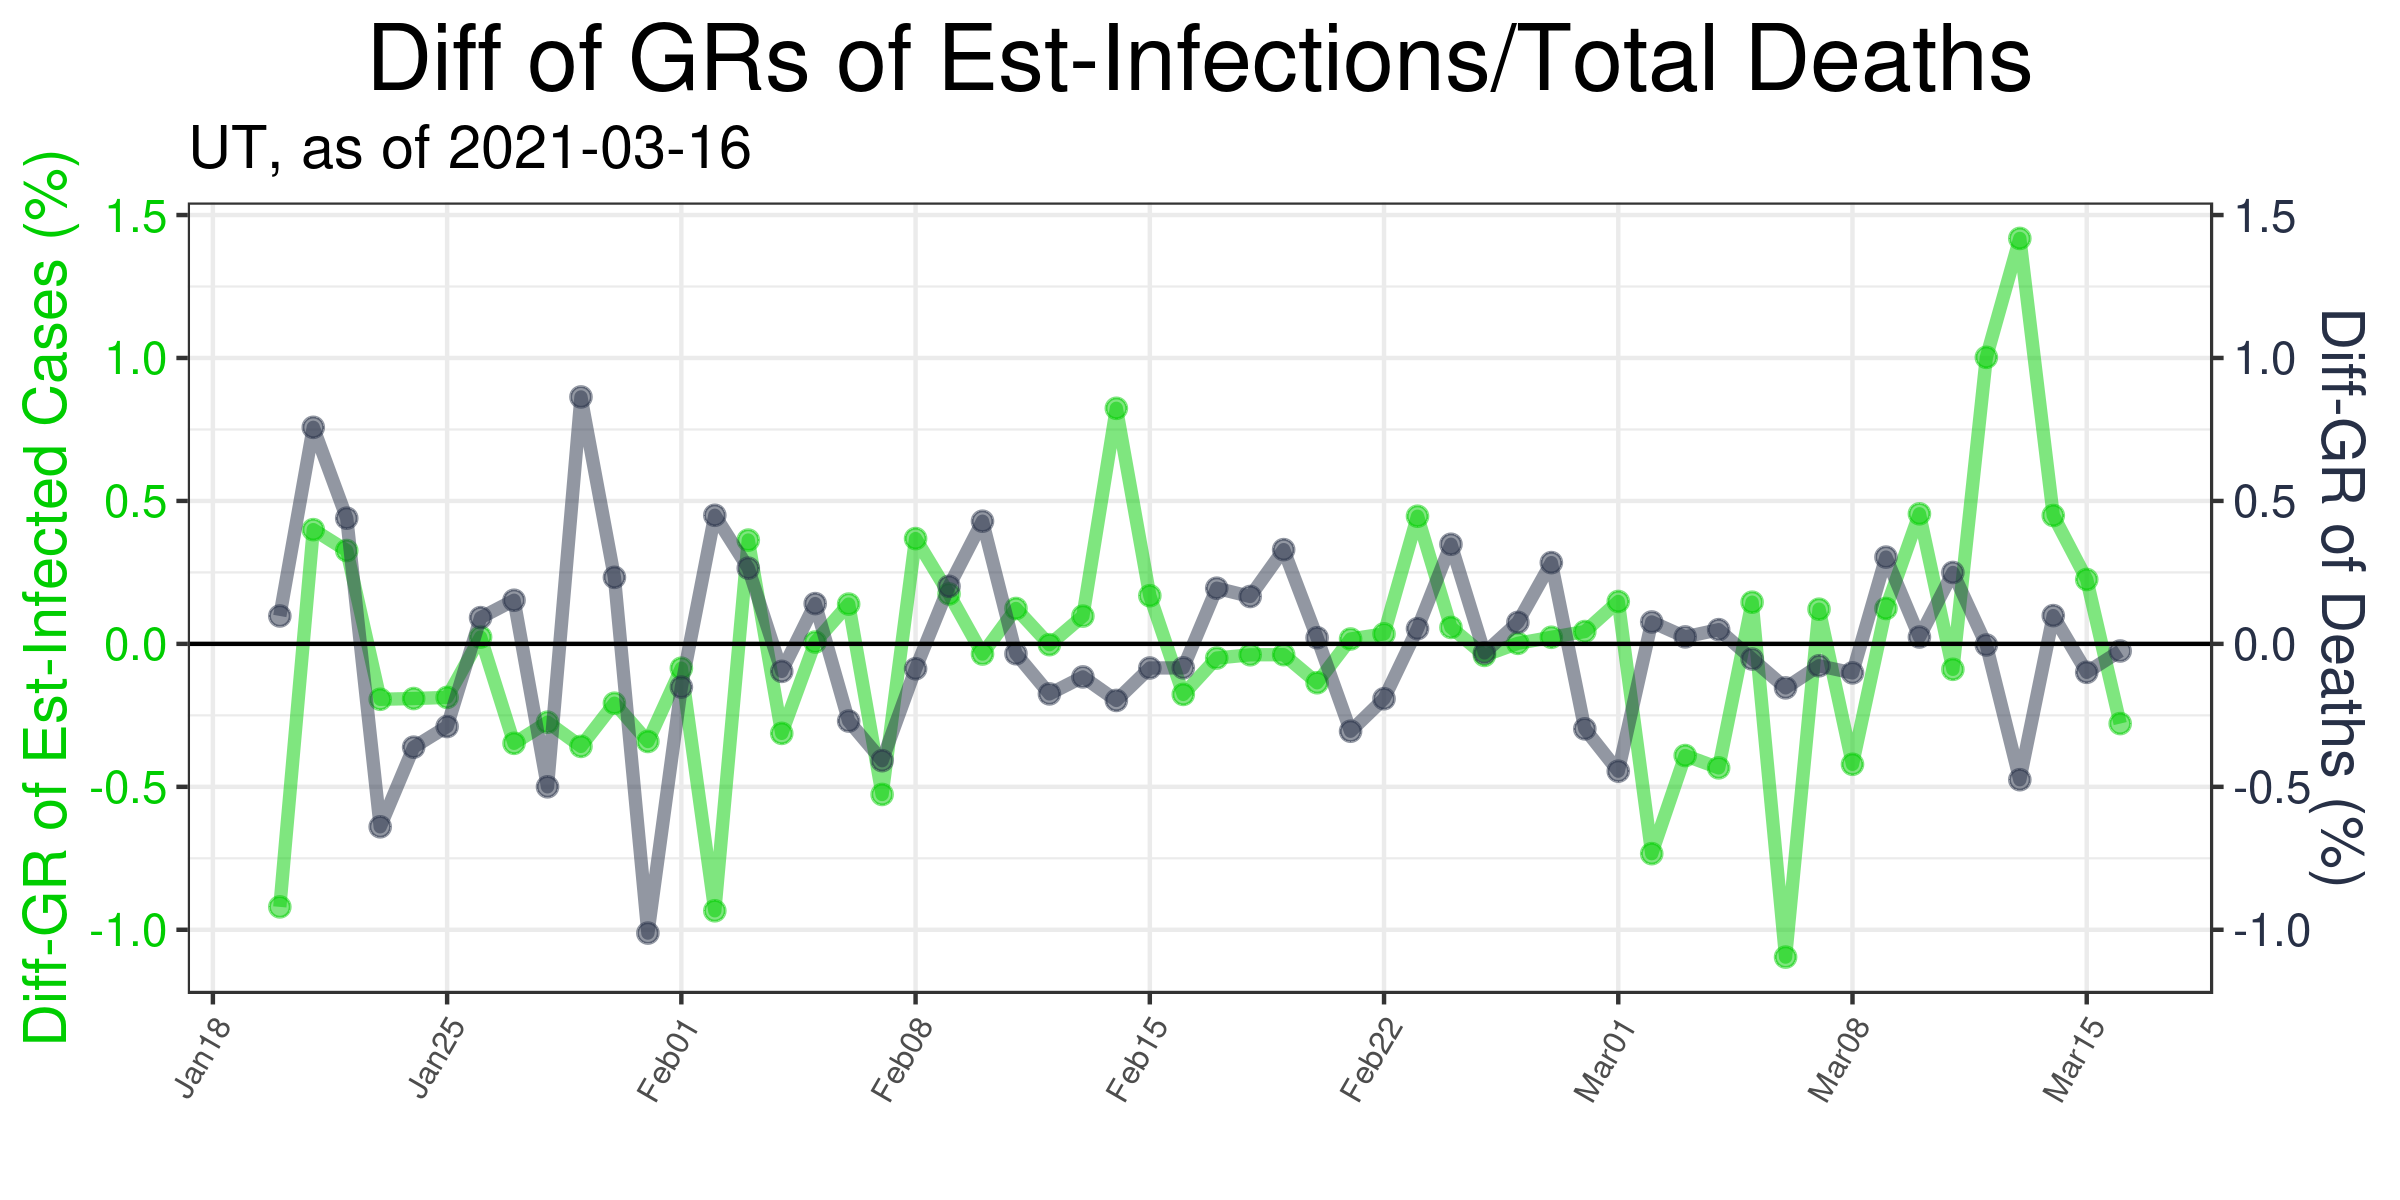 Diff of GRs of Est-Infections/Total Deaths
UT, as of 2021-03-16
Diff-GR of Est-Infected Cases (%)
1.5
1.0
0.5
0.0
-0.5
-1.0
1.5
1.0
0.5
0.0
-0.5
-1.0
Diff-GR of Deaths (%)
Jan18
Jan25
Feb01
Feb08
Feb15
Feb22
Mar01
Mar08
Mar15